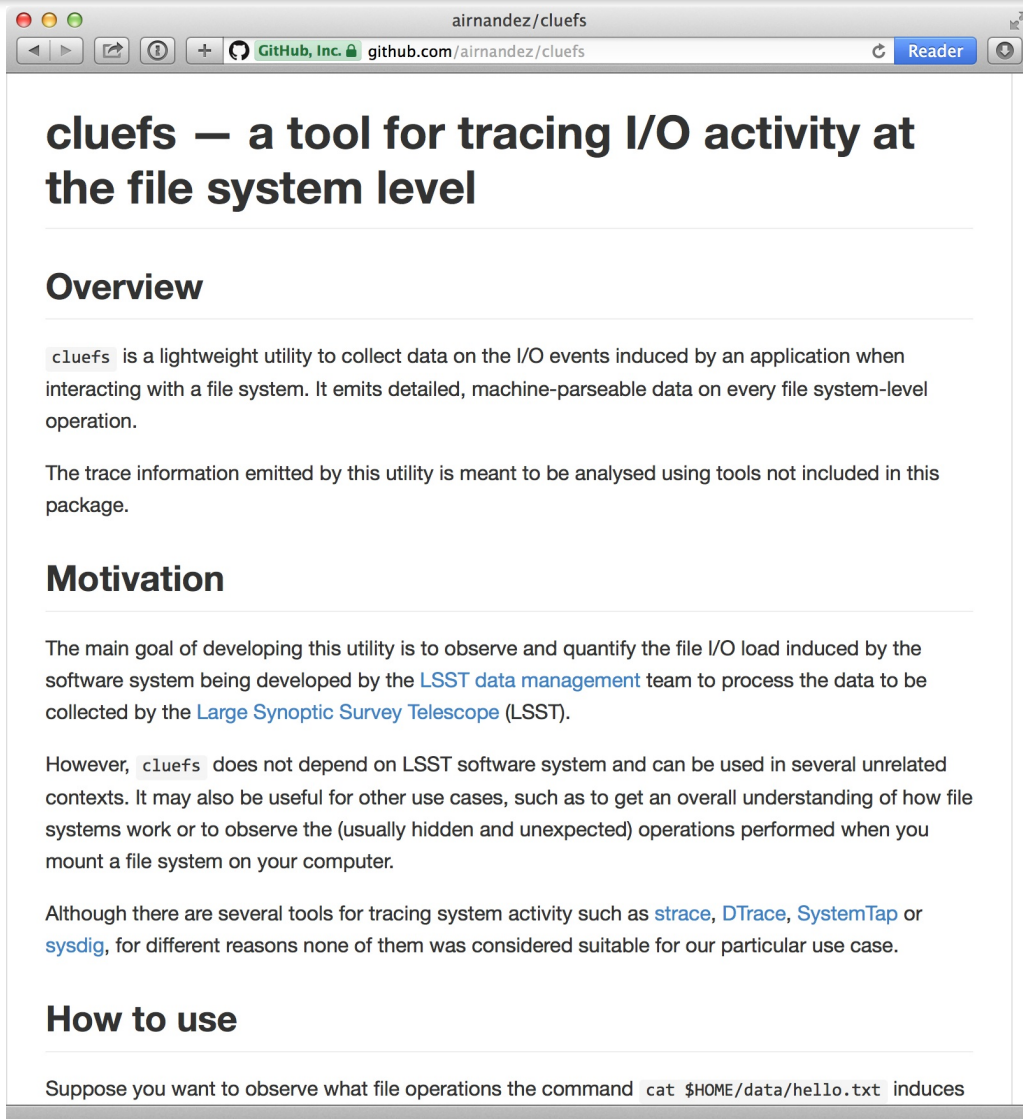 airnandez/cluefs
GitHub, Inc. github.com/airnandez/cluefs Reader
cluefs — a tool for tracing I/O activity at
the file system level
Overview
cluefs is a lightweight utility to collect data on the I/O events induced by an application when
interacting with a file system. It emits detailed, machine-parseable data on every file system-level
operation.
The trace information emitted by this utility is meant to be analysed using tools not included in this
package.
Motivation
The main goal of developing this utility is to observe and quantify the file I/O load induced by the
software system being developed by the LSST data management team to process the data to be
collected by the Large Synoptic Survey Telescope (LSST).
However, cluefs does not depend on LSST software system and can be used in several unrelated
contexts. It may also be useful for other use cases, such as to get an overall understanding of how file
systems work or to observe the (usually hidden and unexpected) operations performed when you
mount a file system on your computer.
Although there are several tools for tracing system activity such as strace, DTrace, SystemTap or
sysdig, for different reasons none of them was considered suitable for our particular use case.
How to use
Suppose you want to observe what file operations the command cat $HOME/data/hello.txt induces